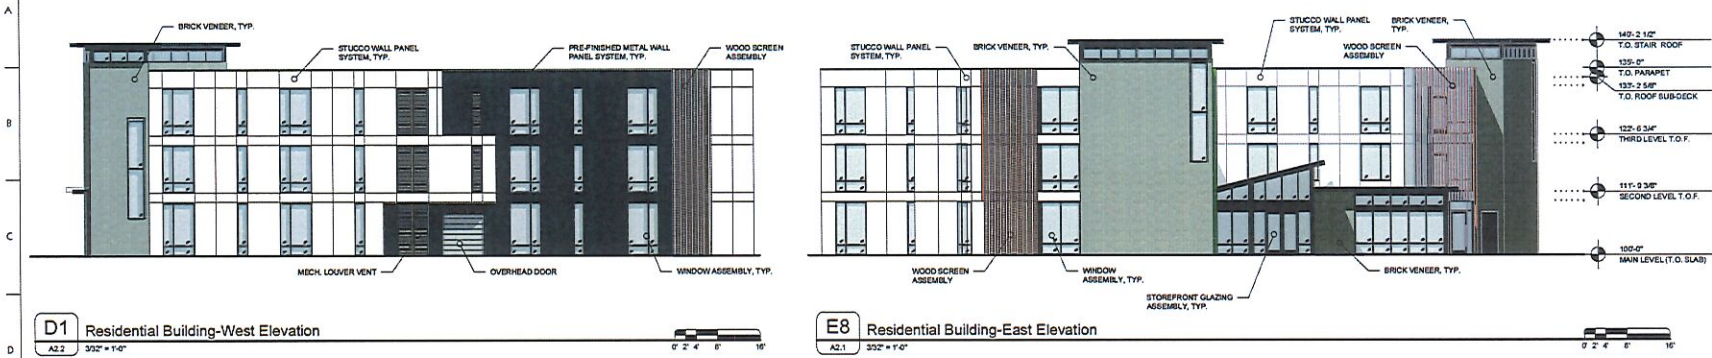 A
B
C
D
BRICK VENEER, TYP.
STUCCO WALL PANEL
SYSTEM, TYP.
PRE-FINISHED METAL WALL
PANEL SYSTEM, TYP.
WOOD SCREEN
ASSEMBLY
MECH. LOUVER VENT
OVERHEAD DOOR
WINDOW ASSEMBLY, TYP.
D1
A2.2
Residential Building-West Elevation
3/32" = 1'-0"
0' 2' 4' 8' 16'
STUCCO WALL PANEL
SYSTEM, TYP.
BRICK VENEER, TYP.
STUCCO WALL PANEL
SYSTEM, TYP.
BRICK VENEER,
TYP.
WOOD SCREEN
ASSEMBLY
140'- 2 1/2"
T.O. STAIR ROOF
135'- 0"
T.O. PARAPET
133'- 2 5/8"
T.O. ROOF SUB-DECK
122'- 6 3/4"
THIRD LEVEL T.O.F.
111'- 9 3/8"
SECOND LEVEL T.O.F.
100'-0"
MAIN LEVEL (T.O. SLAB)
WOOD SCREEN
ASSEMBLY
WINDOW
ASSEMBLY, TYP.
STOREFRONT GLAZING
ASSEMBLY, TYP.
BRICK VENEER, TYP.
E8
A2.1
Residential Building-East Elevation
3/32" = 1'-0"
0' 2' 4' 8' 16'